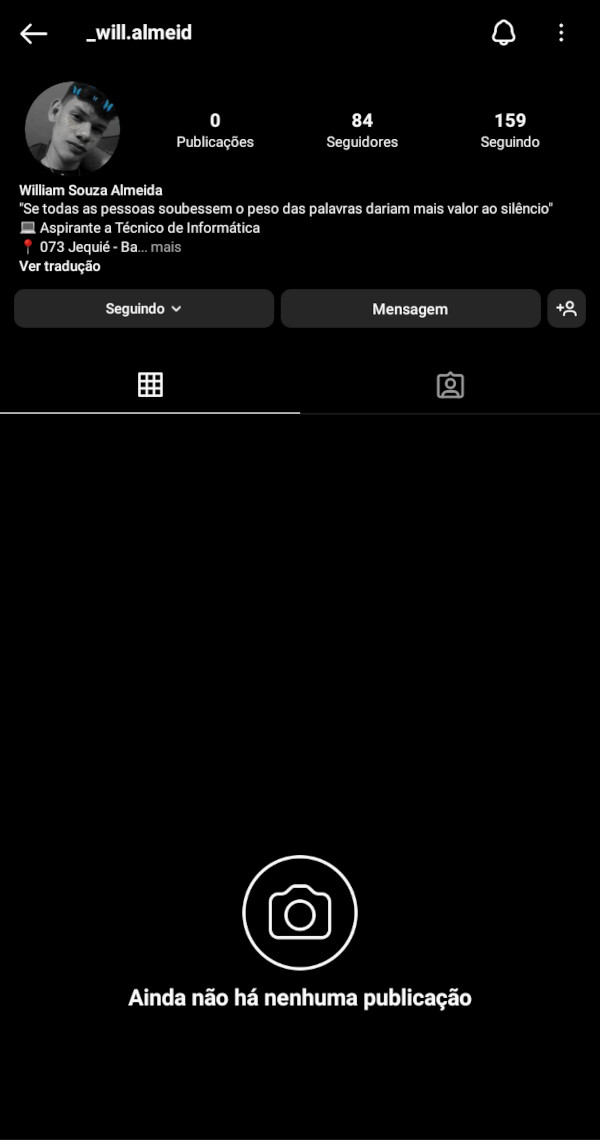 _will.almeid
0
Publicações
84
Seguidores
159
Seguindo
William Souza Almeida
"Se todas as pessoas soubessem o peso das palavras dariam mais valor ao silêncio"
💻 Aspirante a Técnico de Informática
📍 073 Jequié - Ba... mais
Ver tradução
Seguindo
Mensagem
Ainda não há nenhuma publicação